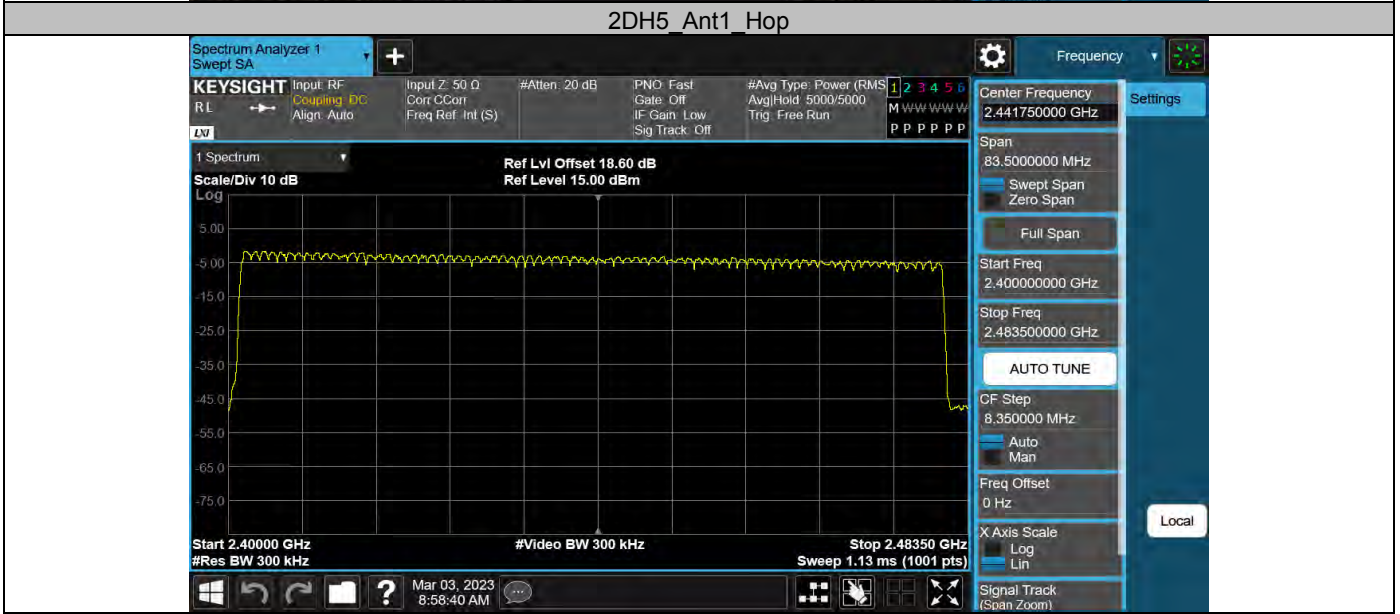 2DH5_Ant1_Hop
Spectrum Analyzer 1
Swept SA
+
Frequency
KEYSIGHT
R L
LXI
Input: RF
Coupling: DC
Align: Auto
Input Z: 50 Ω
Corr CCorr
Freq Ref: Int (S)
#Atten: 20 dB
PNO: Fast
Gate: Off
IF Gain: Low
Sig Track: Off
#Avg Type: Power (RMS
Avg|Hold: 5000/5000
Trig: Free Run
1 2 3 4 5 6
M W W W W W
P P P P P P
Center Frequency
2.441750000 GHz
Settings
Span
83.5000000 MHz
Swept Span
Zero Span
Full Span
Start Freq
2.400000000 GHz
Stop Freq
2.483500000 GHz
AUTO TUNE
CF Step
8.350000 MHz
Auto
Man
Freq Offset
0 Hz
X Axis Scale
Log
Lin
Signal Track
(Span Zoom)
Local
1 Spectrum
Scale/Div 10 dB
Log
Ref Lvl Offset 18.60 dB
Ref Level 15.00 dBm
5.00
-5.00
-15.0
-25.0
-35.0
-45.0
-55.0
-65.0
-75.0
Start 2.40000 GHz
#Res BW 300 kHz
#Video BW 300 kHz
Stop 2.48350 GHz
Sweep 1.13 ms (1001 pts)
?
Mar 03, 2023
8:58:40 AM